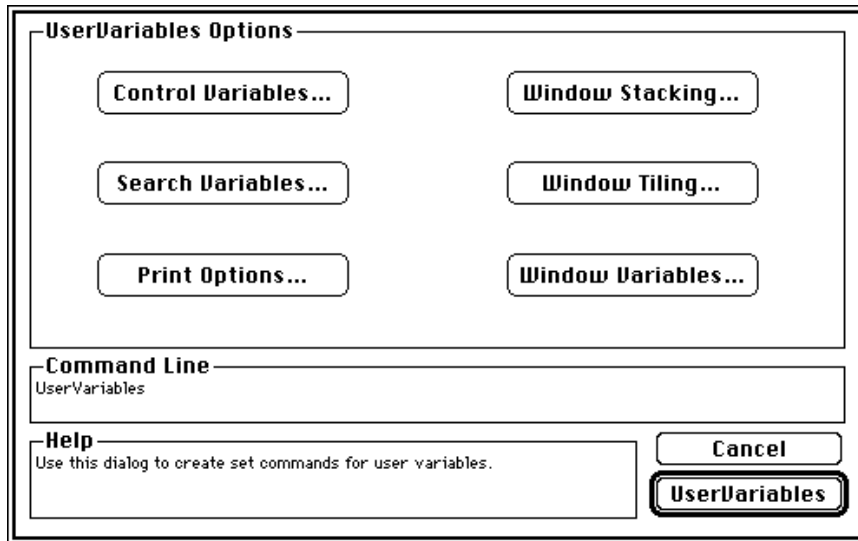 UserVariables Options
Control Variables...
Window Stacking...
Search Variables...
Window Tiling...
Print Options...
Window Variables...
Command Line
UserVariables
Help
Use this dialog to create set commands for user variables.
Cancel
UserVariables